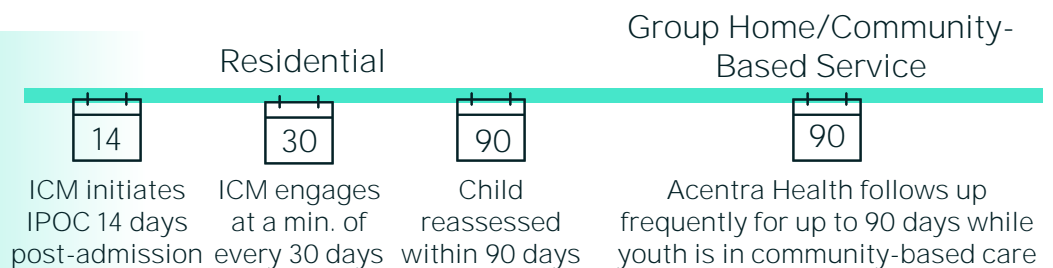 Residential
Group Home/Community-
Based Service
14
30
90
90
ICM initiates
IPOC 14 days
post-admission
ICM engages
at a min. of
every 30 days
Child
reassessed
within 90 days
Acentra Health follows up
frequently for up to 90 days while
youth is in community-based care